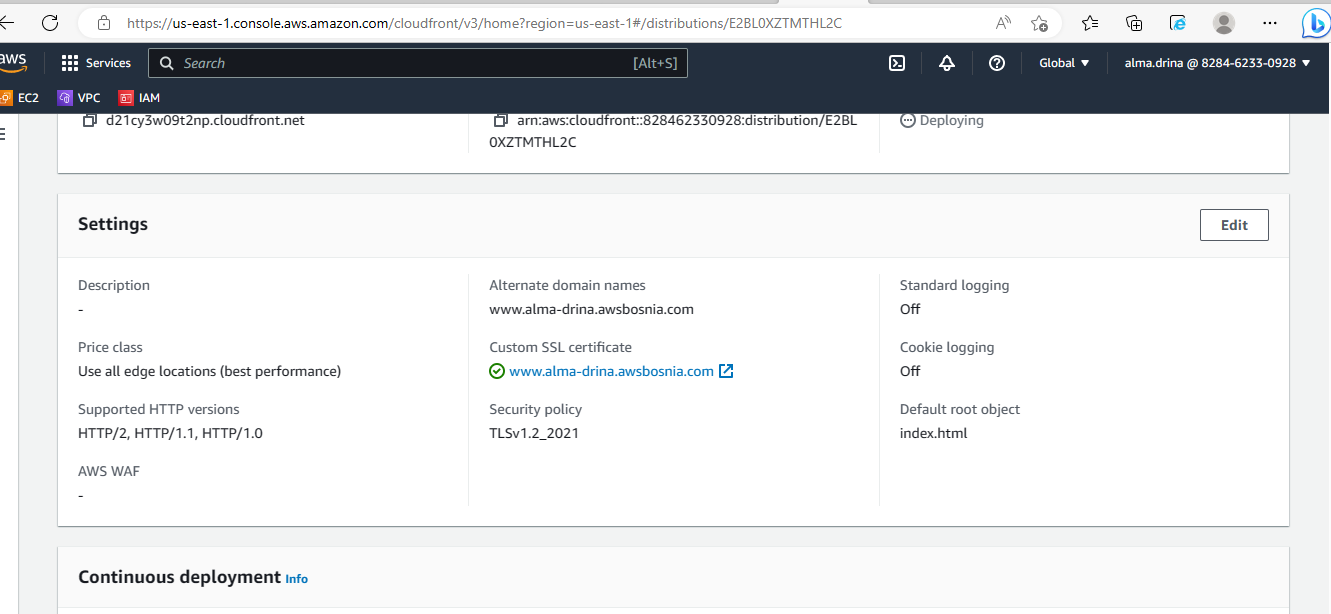 https://us-east-1.console.aws.amazon.com/cloudfront/v3/home?region=us-east-1#/distributions/E2BL0XZTMTHL2C
aws
Services
Search
[Alt+S]
Global
alma.drina @ 8284-6233-0928
EC2
VPC
IAM
d21cy3w09t2np.cloudfront.net
arn:aws:cloudfront::828462330928:distribution/E2BL
0XZTMTHL2C
Deploying
Settings
Edit
Description
-
Price class
Use all edge locations (best performance)
Supported HTTP versions
HTTP/2, HTTP/1.1, HTTP/1.0
AWS WAF
-
Alternate domain names
www.alma-drina.awsbosnia.com
Custom SSL certificate
www.alma-drina.awsbosnia.com
Security policy
TLSv1.2_2021
Standard logging
Off
Cookie logging
Off
Default root object
index.html
Continuous deployment Info